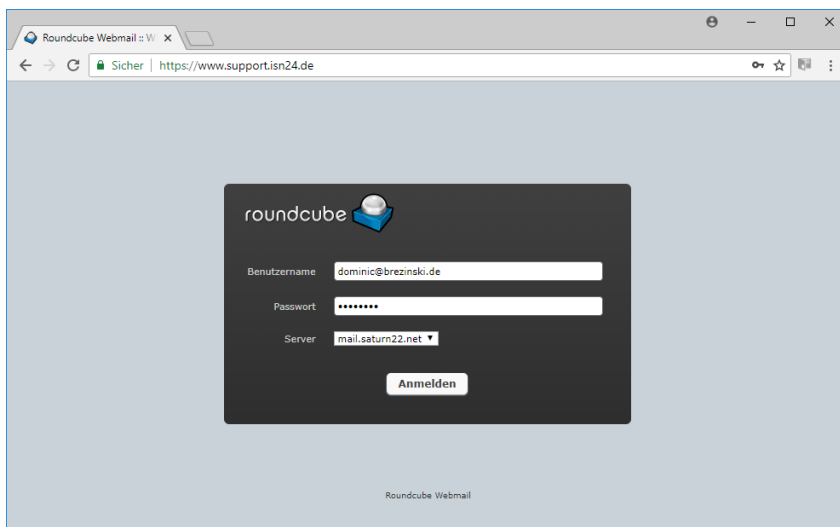 Roundcube Webmail :: W
Sicher | https://www.support.isn24.de
roundcube
Benutzername dominic@brezinski.de
Passwort ••••••••
Server mail.saturn22.net
Anmelden
Roundcube Webmail